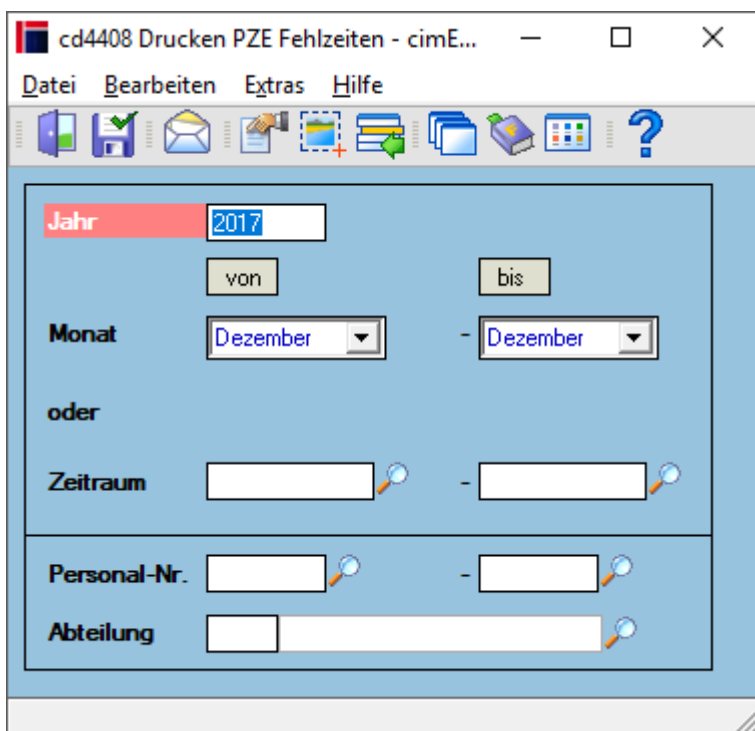 cd4408 Drucken PZE Fehlzeiten - cimE...
Datei Bearbeiten Extras Hilfe
Jahr 2017
von bis
Monat Dezember - Dezember
oder
Zeitraum -
Personal-Nr. -
Abteilung